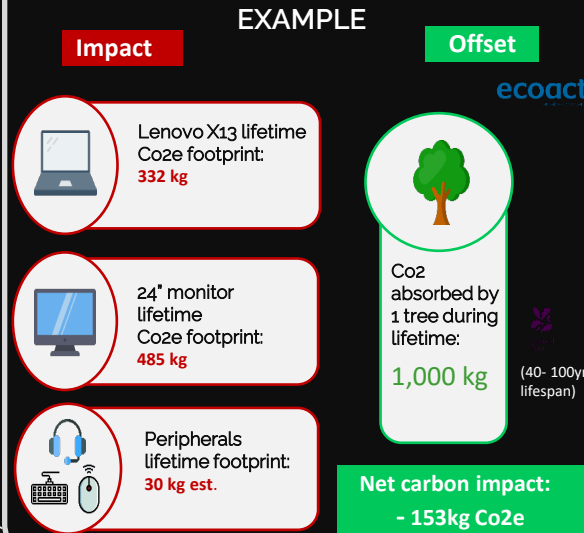 EXAMPLE
Impact
Lenovo X13 lifetime
Co2e footprint:
332 kg
24" monitor
lifetime
Co2e footprint:
485 kg
Peripherals
lifetime footprint:
30 kg est.
Offset
ecoact
Co2
absorbed by
1 tree during
lifetime:
1,000 kg
(40- 100yr
lifespan)
Net carbon impact:
- 153kg Co2e